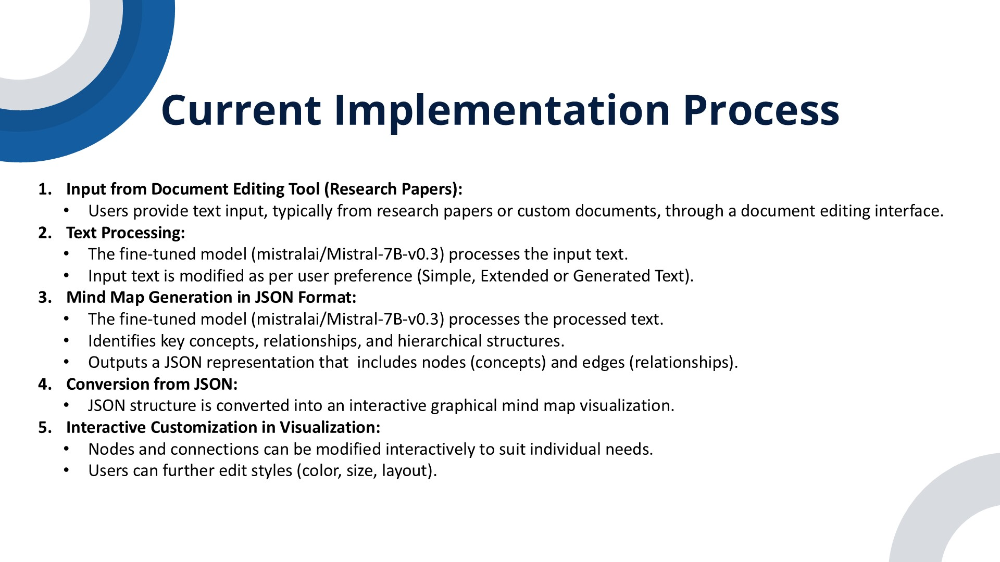 Current Implementation Process
1. Input from Document Editing Tool (Research Papers):
• Users provide text input, typically from research papers or custom documents, through a document editing interface.
2. Text Processing:
• The fine-tuned model (mistralai/Mistral-7B-v0.3) processes the input text.
• Input text is modified as per user preference (Simple, Extended or Generated Text).
3. Mind Map Generation in JSON Format:
• The fine-tuned model (mistralai/Mistral-7B-v0.3) processes the processed text.
• Identifies key concepts, relationships, and hierarchical structures.
• Outputs a JSON representation that  includes nodes (concepts) and edges (relationships).
4. Conversion from JSON:
• JSON structure is converted into an interactive graphical mind map visualization.
5. Interactive Customization in Visualization:
• Nodes and connections can be modified interactively to suit individual needs.
• Users can further edit styles (color, size, layout).